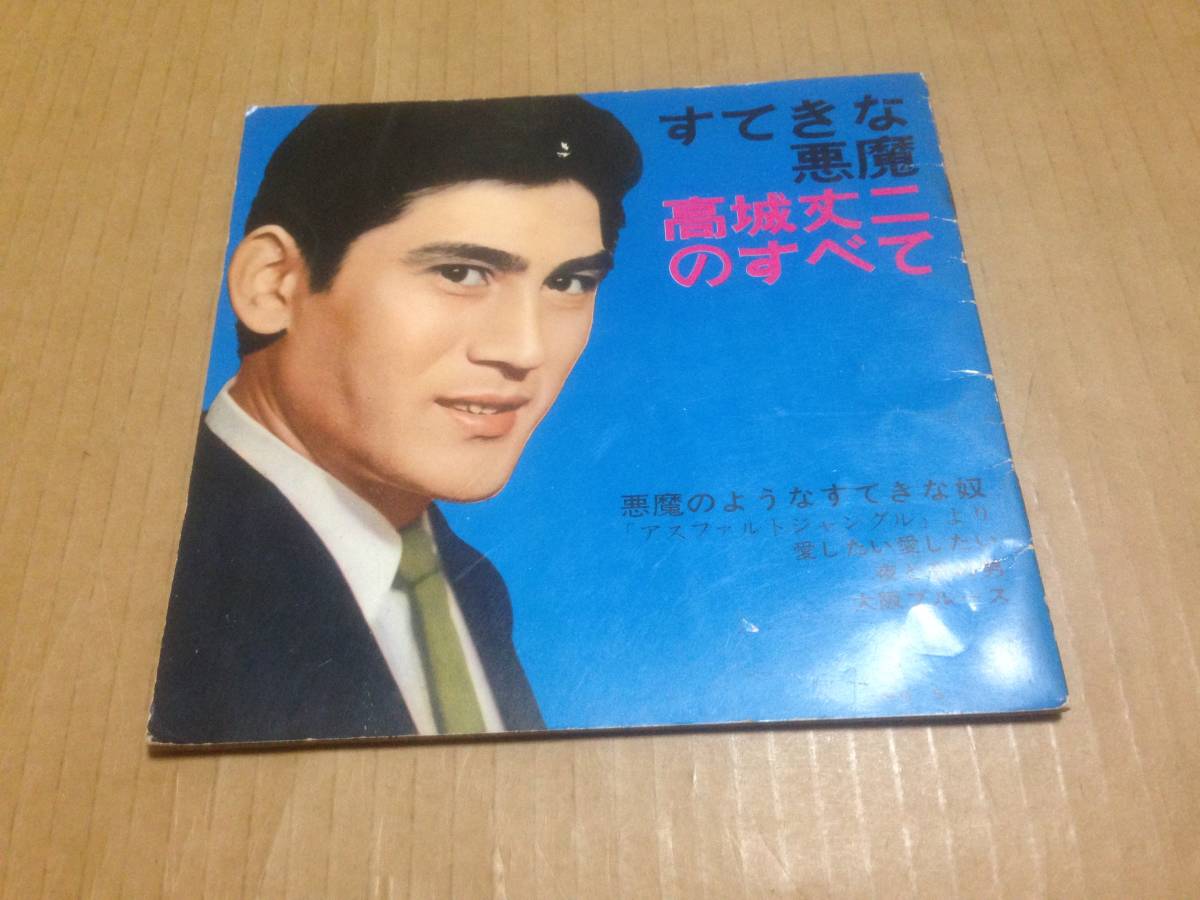 すてきな
悪魔
高城丈二
のすべて
悪魔のようなすてきな奴
「アスファルトジャングル」より
愛したい愛したい
夜と
大阪ブルース